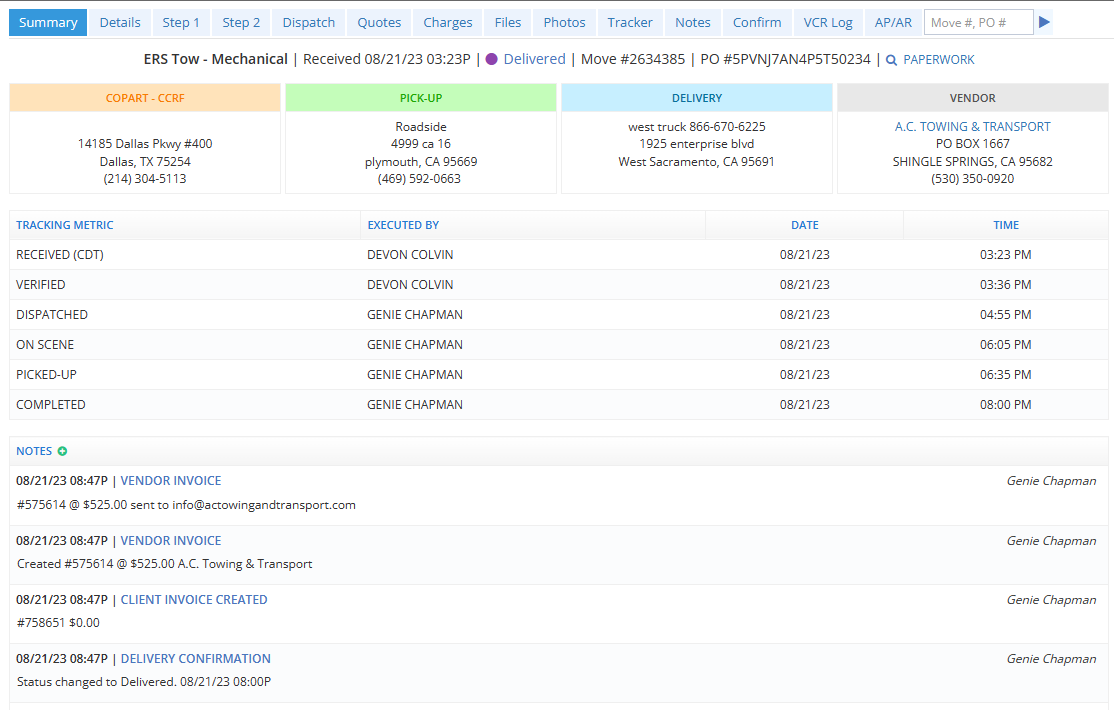 Summary Details Step 1 Step 2 Dispatch Quotes Charges Files Photos Tracker Notes Confirm VCR Log AP/AR Move #, PO #
ERS Tow - Mechanical | Received 08/21/23 03:23P | Delivered | Move #2634385 | PO #5PVNJ7AN4P5T50234 | PAPERWORK
COPART - CCRF
14185 Dallas Pkwy #400
Dallas, TX 75254
(214) 304-5113
PICK-UP
Roadside
4999 ca 16
plymouth, CA 95669
(469) 592-0663
DELIVERY
west truck 866-670-6225
1925 enterprise blvd
West Sacramento, CA 95691
VENDOR
A.C. TOWING & TRANSPORT
PO BOX 1667
SHINGLE SPRINGS, CA 95682
(530) 350-0920
TRACKING METRIC EXECUTED BY DATE TIME
RECEIVED (CDT) DEVON COLVIN 08/21/23 03:23 PM
VERIFIED DEVON COLVIN 08/21/23 03:36 PM
DISPATCHED GENIE CHAPMAN 08/21/23 04:55 PM
ON SCENE GENIE CHAPMAN 08/21/23 06:05 PM
PICKED-UP GENIE CHAPMAN 08/21/23 06:35 PM
COMPLETED GENIE CHAPMAN 08/21/23 08:00 PM
NOTES
08/21/23 08:47P | VENDOR INVOICE Genie Chapman
#575614 @ $525.00 sent to info@actowingandtransport.com
08/21/23 08:47P | VENDOR INVOICE Genie Chapman
Created #575614 @ $525.00 A.C. Towing & Transport
08/21/23 08:47P | CLIENT INVOICE CREATED Genie Chapman
#758651 $0.00
08/21/23 08:47P | DELIVERY CONFIRMATION Genie Chapman
Status changed to Delivered. 08/21/23 08:00P